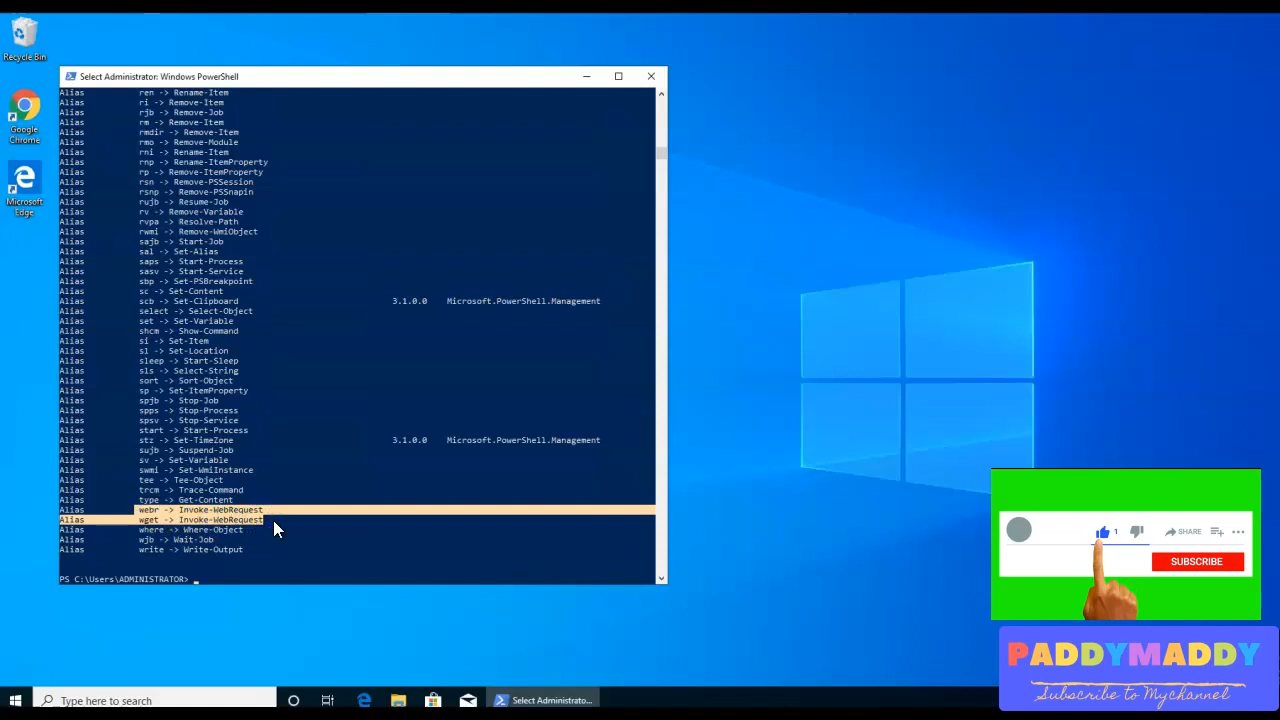 Recycle Bin
Google
Chrome
Microsoft
Edge
Select Administrator: Windows PowerShell
Alias ren -> Rename-Item
Alias ri -> Remove-Item
Alias rjb -> Remove-Job
Alias rm -> Remove-Item
Alias rmdir -> Remove-Item
Alias rmo -> Remove-Module
Alias rni -> Rename-Item
Alias rnp -> Rename-ItemProperty
Alias rp -> Remove-ItemProperty
Alias rsn -> Remove-PSSession
Alias rsnp -> Remove-PSSnapin
Alias rujb -> Resume-Job
Alias rv -> Remove-Variable
Alias rvpa -> Resolve-Path
Alias rwmi -> Remove-WmiObject
Alias sajb -> Start-Job
Alias sal -> Set-Alias
Alias saps -> Start-Process
Alias sasv -> Start-Service
Alias sbp -> Set-PSBreakpoint
Alias sc -> Set-Content
Alias scb -> Set-Clipboard 3.1.0.0 Microsoft.PowerShell.Management
Alias select -> Select-Object
Alias set -> Set-Variable
Alias shcm -> Show-Command
Alias si -> Set-Item
Alias sl -> Set-Location
Alias sleep -> Start-Sleep
Alias sls -> Select-String
Alias sort -> Sort-Object
Alias sp -> Set-ItemProperty
Alias spjb -> Stop-Job
Alias spps -> Stop-Process
Alias spsv -> Stop-Service
Alias start -> Start-Process
Alias stz -> Set-TimeZone 3.1.0.0 Microsoft.PowerShell.Management
Alias sujb -> Suspend-Job
Alias sv -> Set-Variable
Alias swmi -> Set-WmiInstance
Alias tee -> Tee-Object
Alias trcm -> Trace-Command
Alias type -> Get-Content
Alias webr -> Invoke-WebRequest
Alias wget -> Invoke-WebRequest
Alias where -> Where-Object
Alias wjb -> Wait-Job
Alias write -> Write-Output
PS C:\Users\ADMINISTRATOR> _
1 SHARE
SUBSCRIBE
PADDYMADDY
Subscribe to Mychannel
Type here to search
Select Administrato...